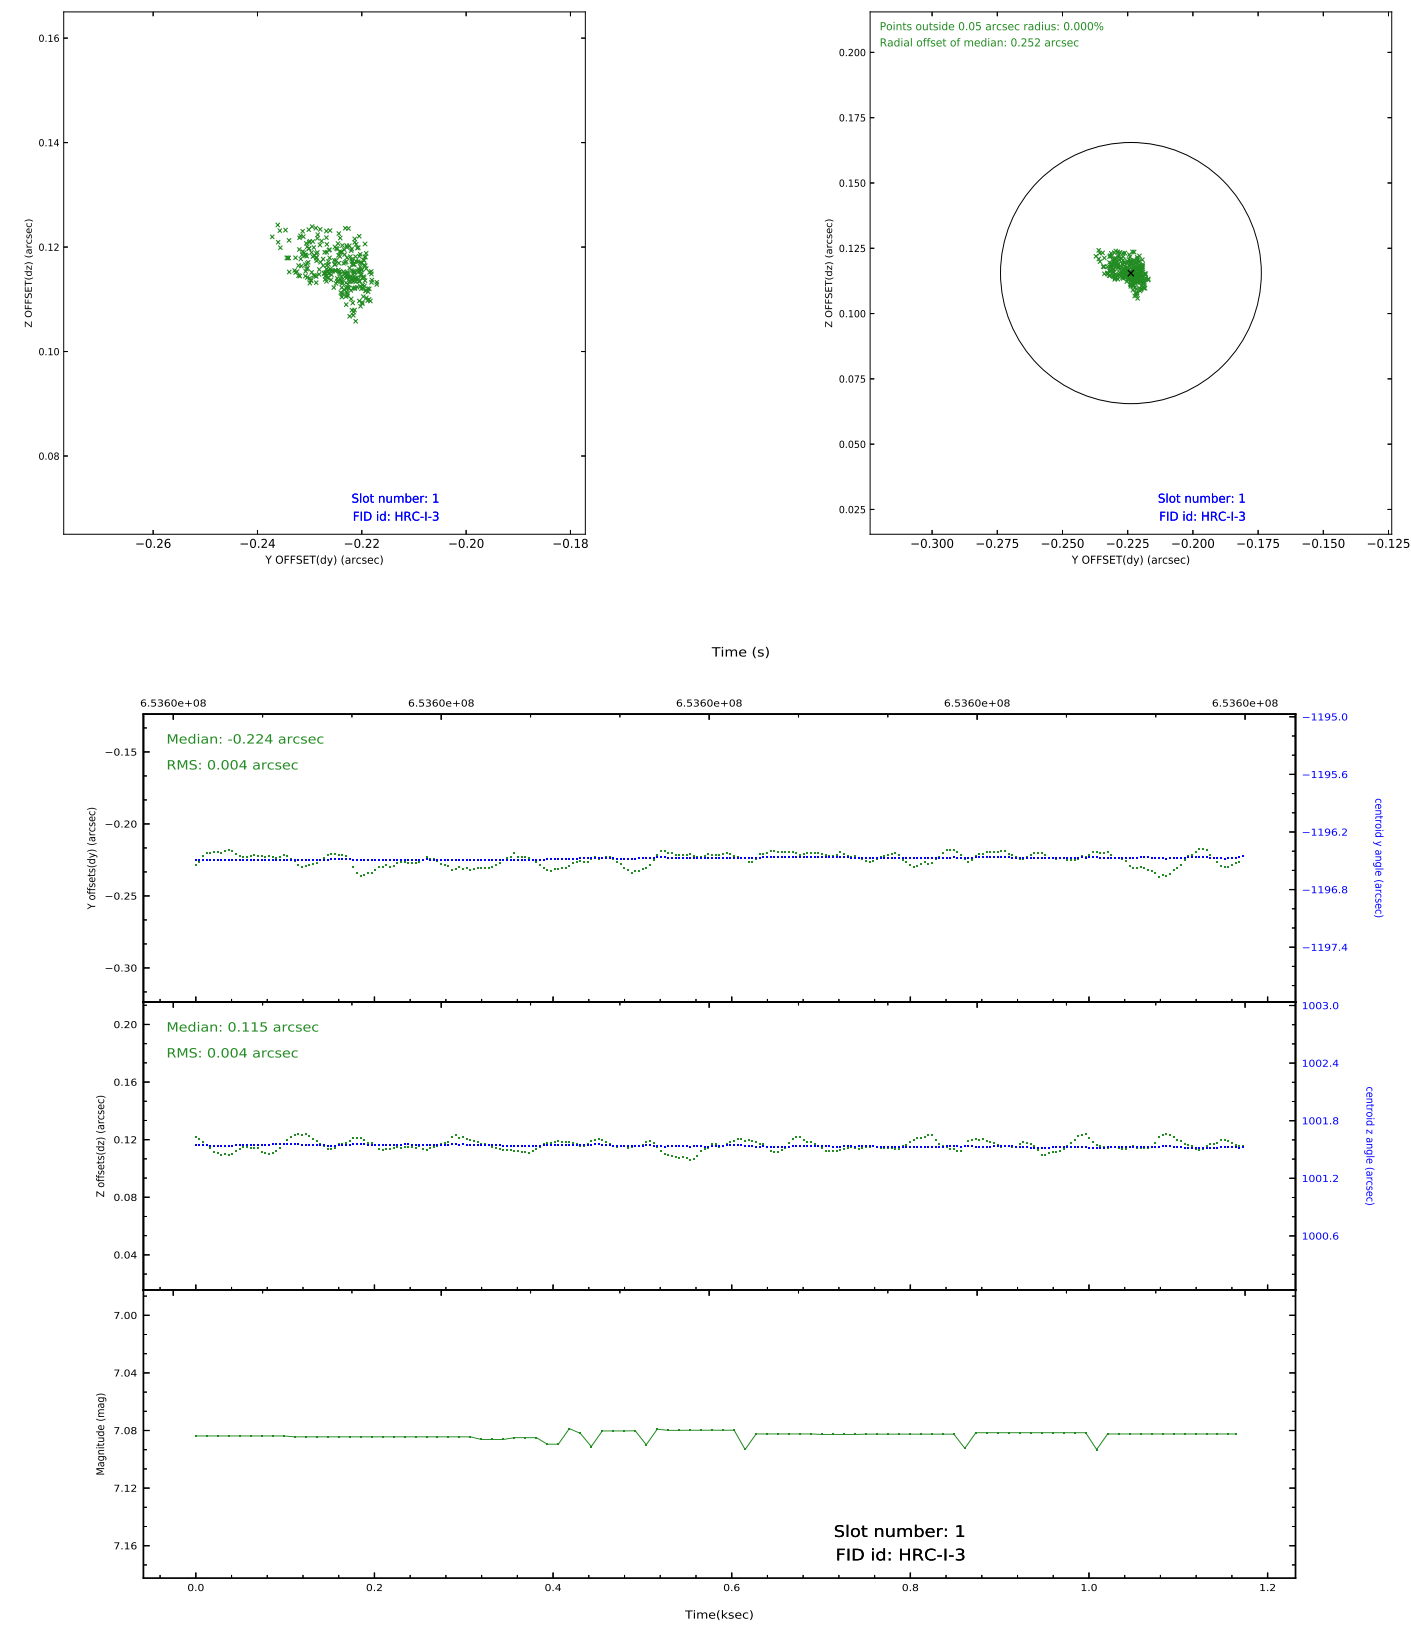 0.16
0.14
0.12
0.10
0.08
Z OFFSET(dz) (arcsec)
Slot number: 1
FID id: HRC-I-3
−0.26 −0.24 −0.22 −0.20 −0.18
Y OFFSET(dy) (arcsec)
Points outside 0.05 arcsec radius: 0.000%
Radial offset of median: 0.252 arcsec
0.200
0.175
0.150
0.125
0.100
0.075
0.050
0.025
Z OFFSET(dz) (arcsec)
Slot number: 1
FID id: HRC-I-3
−0.300 −0.275 −0.250 −0.225 −0.200 −0.175 −0.150 −0.125
Y OFFSET(dy) (arcsec)
Time (s)
6.5360e+08 6.5360e+08 6.5360e+08 6.5360e+08 6.5360e+08
Median: -0.224 arcsec
RMS: 0.004 arcsec
−0.15
−0.20
−0.25
−0.30
Y offsets(dy) (arcsec)
−1195.0
−1195.6
−1196.2
−1196.8
−1197.4
centroid y angle (arcsec)
Median: 0.115 arcsec
RMS: 0.004 arcsec
0.20
0.16
0.12
0.08
0.04
Z offsets(dz) (arcsec)
1003.0
1002.4
1001.8
1001.2
1000.6
centroid z angle (arcsec)
7.00
7.04
7.08
7.12
7.16
Magnitude (mag)
Slot number: 1
FID id: HRC-I-3
0.0 0.2 0.4 0.6 0.8 1.0 1.2
Time(ksec)